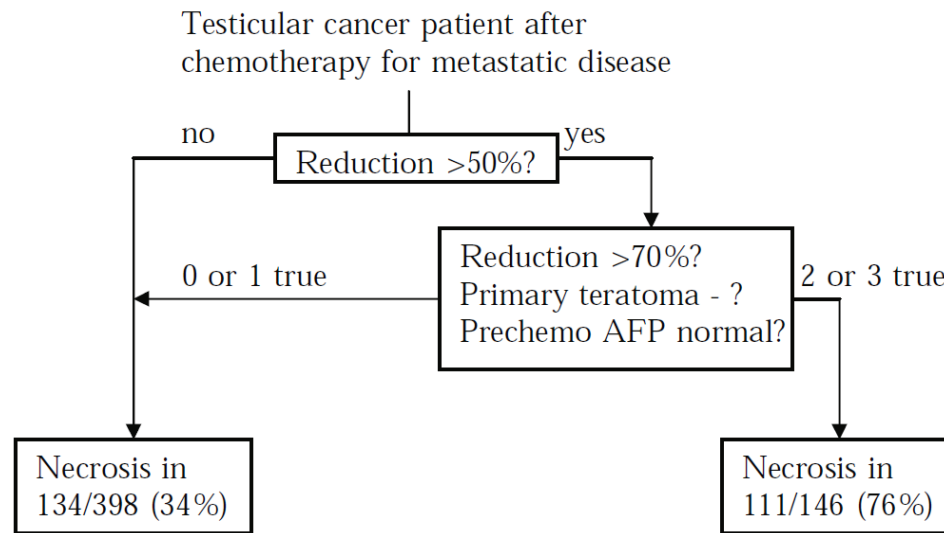 Testicular cancer patient after
chemotherapy for metastatic disease
no
yes
Reduction >50%?
Reduction >70%?
Primary teratoma - ?
Prechemo AFP normal?
0 or 1 true
2 or 3 true
Necrosis in
134/398 (34%)
Necrosis in
111/146 (76%)